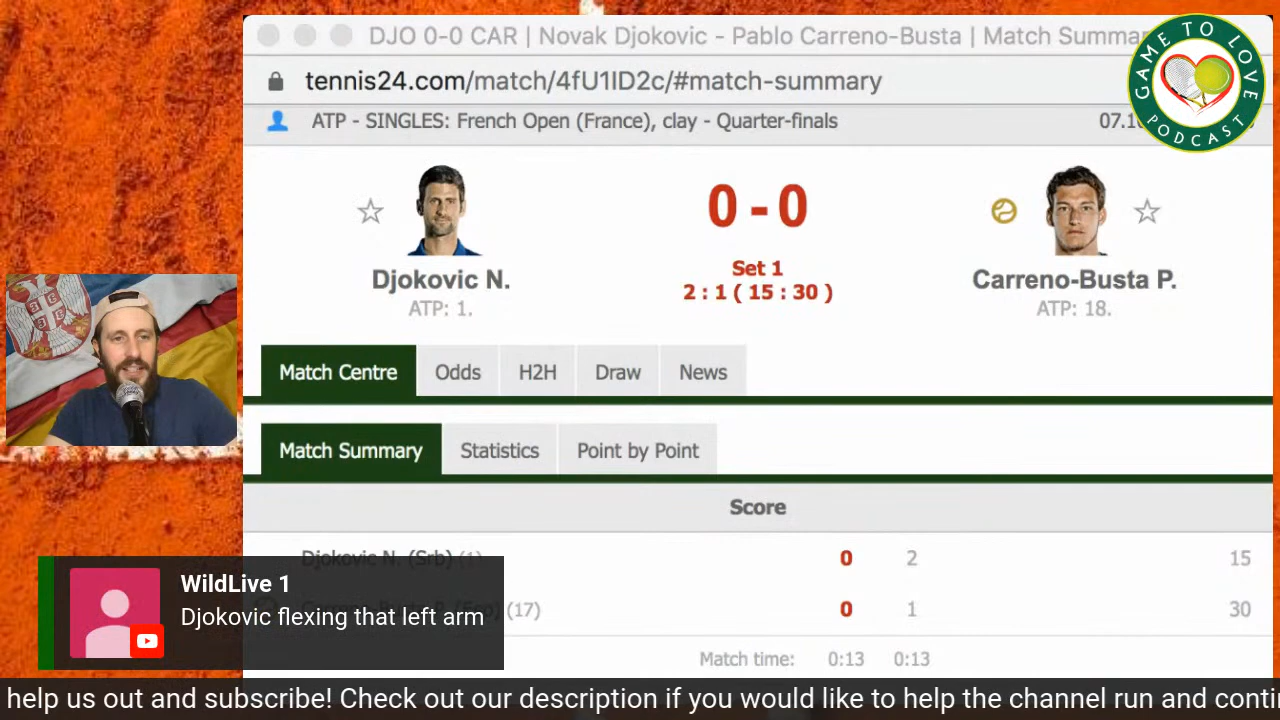 DJO 0-0 CAR | Novak Djokovic - Pablo Carreno-Busta | Match Summar
tennis24.com/match/4fU1ID2c/#match-summary
ATP - SINGLES: French Open (France), clay - Quarter-finals
07.10
GAME TO LOVE
PODCAST
0 - 0
Set 1
2 : 1 ( 15 : 30 )
Djokovic N.
ATP: 1.
Carreno-Busta P.
ATP: 18.
Match Centre Odds H2H Draw News
Match Summary Statistics Point by Point
Score
Djokovic N. (Srb) (1) 0 2 15
(17) 0 1 30
Match time: 0:13 0:13
WildLive 1
Djokovic flexing that left arm
help us out and subscribe! Check out our description if you would like to help the channel run and conti